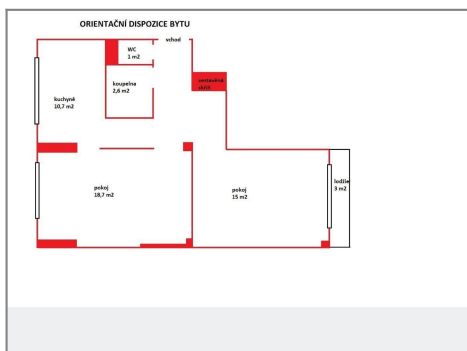 ORIENTAČNÍ DISPOZICE BYTU
vchod
WC
1 m2
koupelna
2,6 m2
vestavěná
skříň
kuchyně
10,7 m2
pokoj
18,7 m2
pokoj
15 m2
lodžie
3 m2